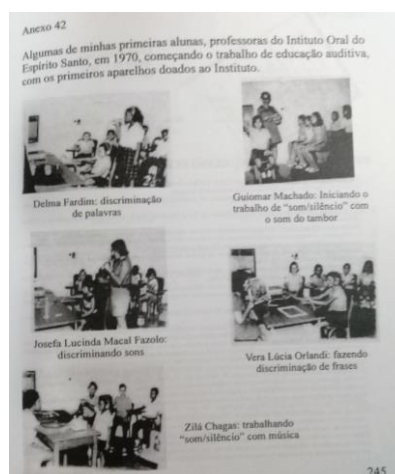 Anexo 42
Algumas de minhas primeiras alunas, professoras do Intituto Oral do
Espírito Santo, em 1970, começando o trabalho de educação auditiva,
com os primeiros aparelhos doados ao Instituto.
Delma Fardim: discriminação
de palavras
Guiomar Machado: Iniciando o
trabalho de "som/silêncio" com
o som do tambor
Josefa Lucinda Macal Fazolo:
discriminando sons
Vera Lúcia Orlandi: fazendo
discriminação de frases
Zilá Chagas: trabalhando
"som/silêncio" com música
245